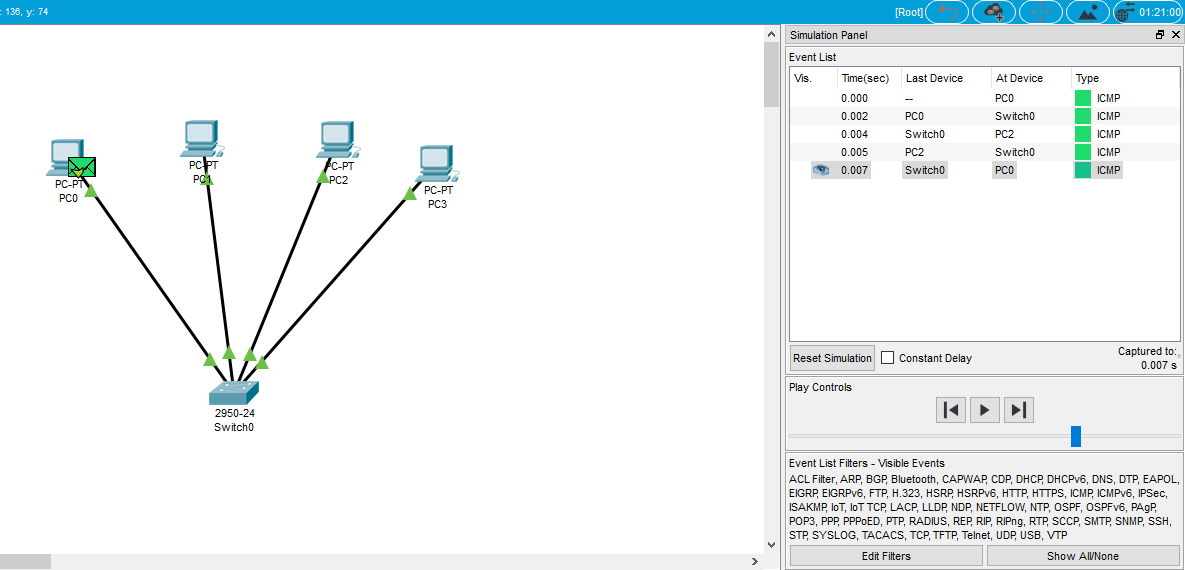 : 136, y: 74
[Root]
01:21:00
PC-PT
PC0
PC-PT
PC1
PC-PT
PC2
PC-PT
PC3
2950-24
Switch0
Simulation Panel
Event List
Vis. Time(sec) Last Device At Device Type
0.000 -- PC0 ICMP
0.002 PC0 Switch0 ICMP
0.004 Switch0 PC2 ICMP
0.005 PC2 Switch0 ICMP
0.007 Switch0 PC0 ICMP
Reset Simulation Constant Delay
Captured to:
0.007 s
Play Controls
Event List Filters - Visible Events
ACL Filter, ARP, BGP, Bluetooth, CAPWAP, CDP, DHCP, DHCPv6, DNS, DTP, EAPOL,
EIGRP, EIGRPv6, FTP, H.323, HSRP, HSRPv6, HTTP, HTTPS, ICMP, ICMPv6, IPSec,
ISAKMP, IoT, IoT TCP, LACP, LLDP, NDP, NETFLOW, NTP, OSPF, OSPFv6, PAgP,
POP3, PPP, PPPoED, PTP, RADIUS, REP, RIP, RIPng, RTP, SCCP, SMTP, SNMP, SSH,
STP, SYSLOG, TACACS, TCP, TFTP, Telnet, UDP, USB, VTP
Edit Filters Show All/None